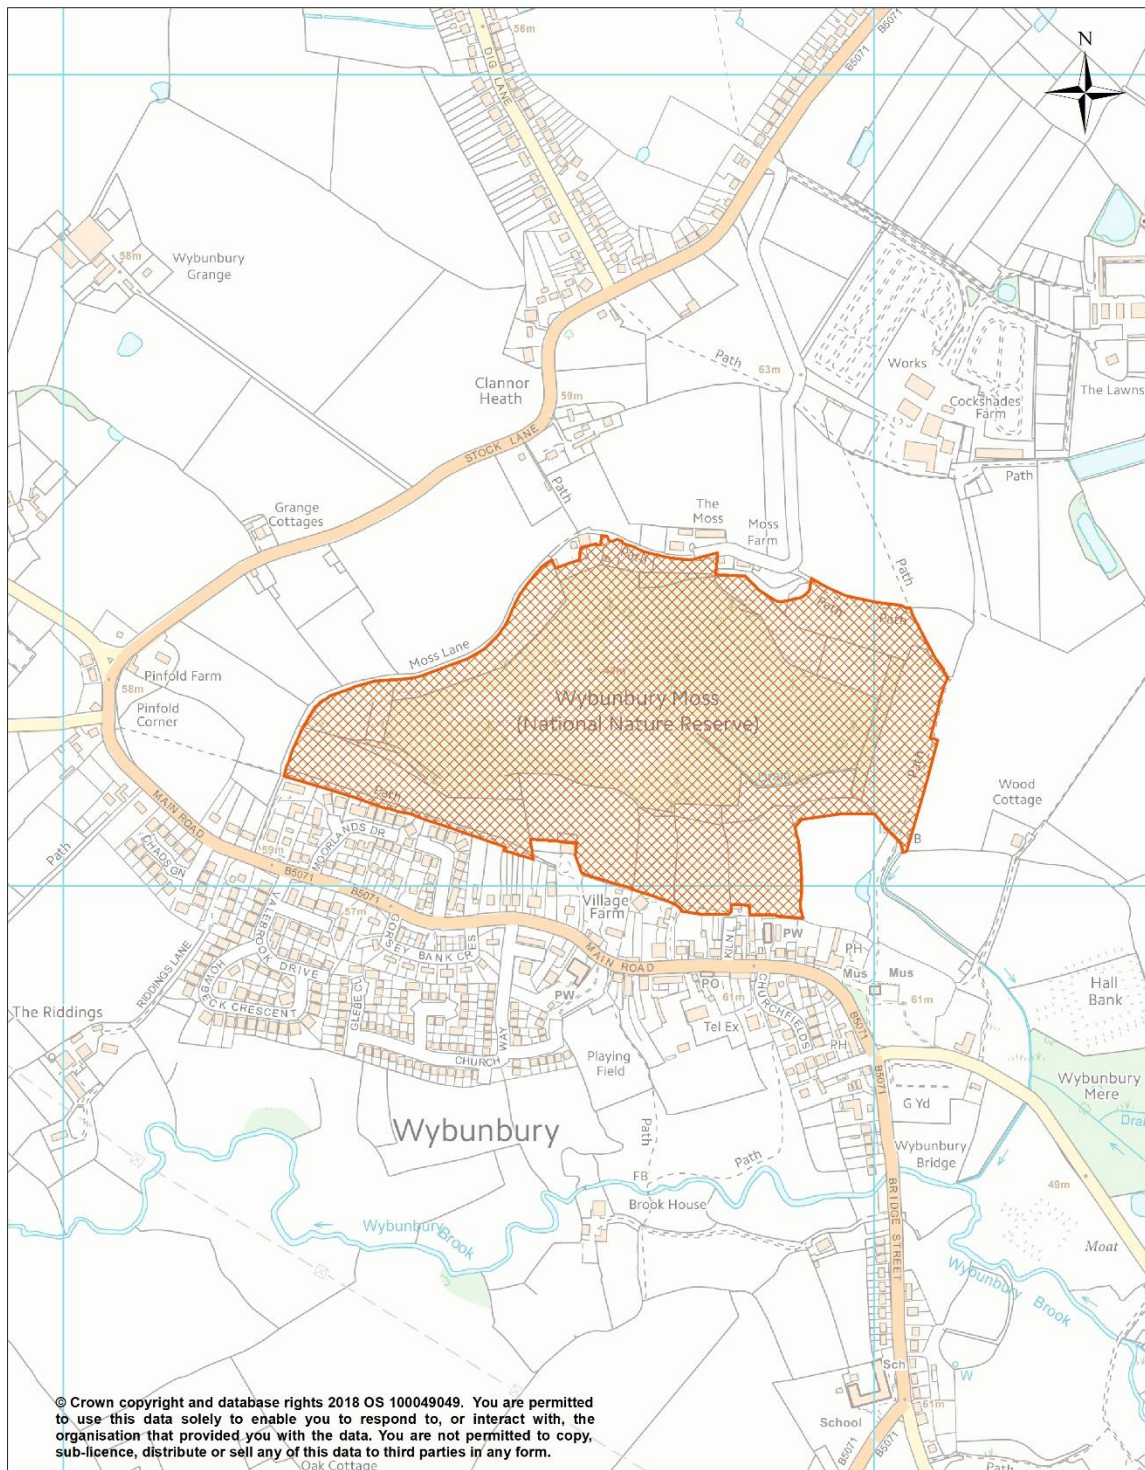 56m
DIG LANE
B5071
N
B5071
Wybunbury
Grange
58m
Path
63m
Works
Cockshades
Farm
The Lawns
Clannor
Heath
59m
STOCK LANE
Path
Path
Grange
Cottages
The
Moss
Moss
Farm
Path
Path
Path
Path
Moss Lane
Pinfold Farm
58m
Pinfold
Corner
Wybunbury Moss
(National Nature Reserve)
Path
Drain
Path
Wood
Cottage
MAIN ROAD
MOORLANDS DR
CHADS GN
59m
B5071
Path
FB
57m
B5071
Village
Farm
VALEBROOK DRIVE
GORSEY BANK CRES
MAIN ROAD
KILN
PW
PH
Mus
Mus
RIDDINGS LANE
HOWBECK CRESCENT
GLEBE CL
PW
PO
61m
CHURCHFIELDS
61m
Hall
Bank
The Riddings
Tel Ex
B5071
PH
CHURCH WAY
Playing
Field
B5071
Wybunbury
Mere
G Yd
Drain
Wybunbury
Path
Path
Wybunbury
Bridge
FB
49m
Brook House
BRIDGE STREET
Wybunbury Brook
Moat
Wybunbury Brook
Sch
W
61m
School
B5071
B5071
Path
© Crown copyright and database rights 2018 OS 100049049. You are permitted
to use this data solely to enable you to respond to, or interact with, the
organisation that provided you with the data. You are not permitted to copy,
sub-licence, distribute or sell any of this data to third parties in any form.
Oak Cottage